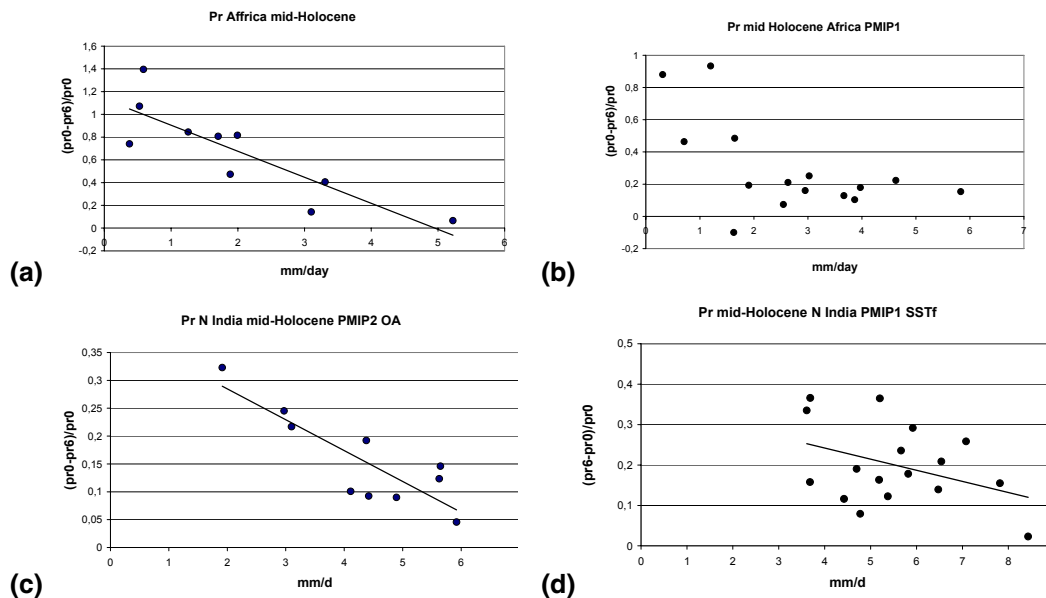 Pr Affrica mid-Holocene
(pr0-pr6)/pr0
1,6
1,4
1,2
1
0,8
0,6
0,4
0,2
0
-0,2
0 1 2 3 4 5 6
mm/day
(a)
Pr mid Holocene Africa PMIP1
(pr0-pr6)/pr0
1
0,8
0,6
0,4
0,2
0
-0,2
0 1 2 3 4 5 6 7
mm/day
(b)
Pr N India mid-Holocene PMIP2 OA
(pr0-pr6)/pr0
0,35
0,3
0,25
0,2
0,15
0,1
0,05
0
0 1 2 3 4 5 6
mm/d
(c)
Pr mid-Holocene N India PMIP1 SSTf
(pr6-pr0)/pr0
0,5
0,4
0,3
0,2
0,1
0
0 1 2 3 4 5 6 7 8
mm/d
(d)